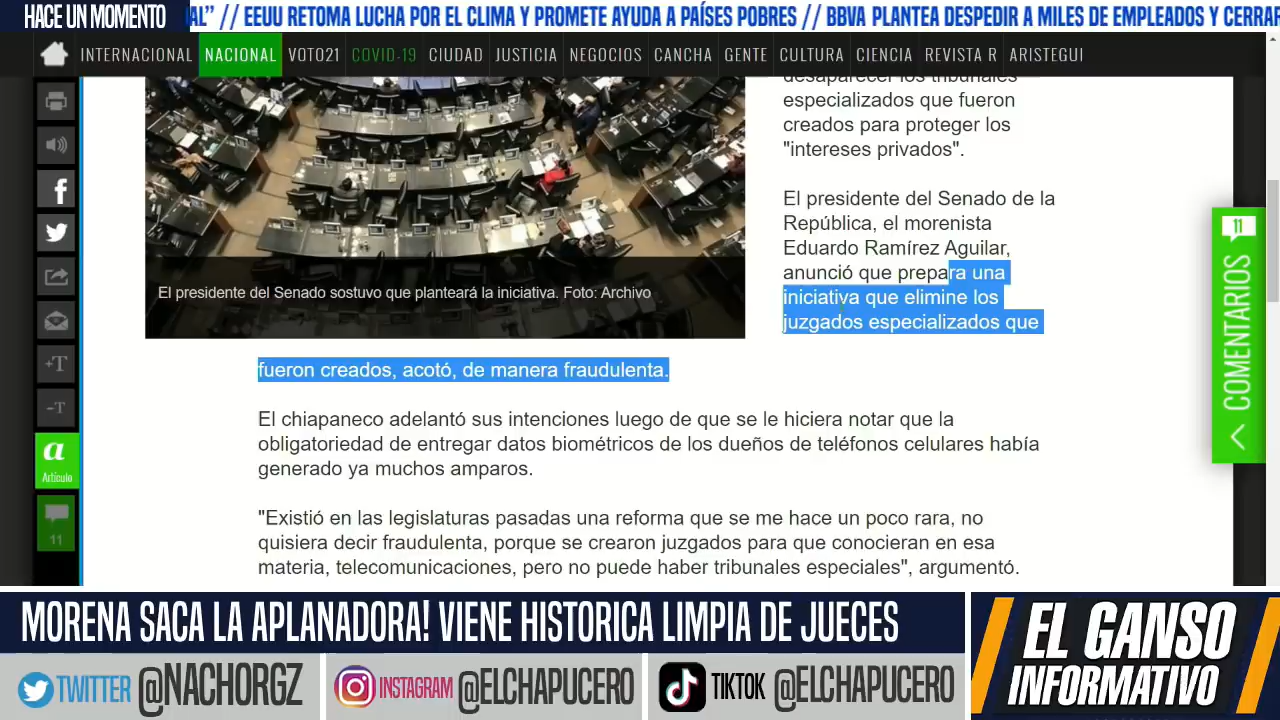 HACE UN MOMENTO
AL” // EEUU RETOMA LUCHA POR EL CLIMA Y PROMETE AYUDA A PAÍSES POBRES // BBVA PLANTEA DESPEDIR A MILES DE EMPLEADOS Y CERRAR
INTERNACIONAL NACIONAL VOTO21 COVID-19 CIUDAD JUSTICIA NEGOCIOS CANCHA GENTE CULTURA CIENCIA REVISTA R ARISTEGUI
desaparecer los tribunales
especializados que fueron
creados para proteger los
"intereses privados".
El presidente del Senado de la
República, el morenista
Eduardo Ramírez Aguilar,
anunció que prepara una
iniciativa que elimine los
juzgados especializados que
El presidente del Senado sostuvo que planteará la iniciativa. Foto: Archivo
fueron creados, acotó, de manera fraudulenta.
El chiapaneco adelantó sus intenciones luego de que se le hiciera notar que la
obligatoriedad de entregar datos biométricos de los dueños de teléfonos celulares había
generado ya muchos amparos.
"Existió en las legislaturas pasadas una reforma que se me hace un poco rara, no
quisiera decir fraudulenta, porque se crearon juzgados para que conocieran en esa
materia, telecomunicaciones, pero no puede haber tribunales especiales", argumentó.
f
+T
-T
a
Artículo
11
11
COMENTARIOS
MORENA SACA LA APLANADORA! VIENE HISTORICA LIMPIA DE JUECES
EL GANSO
INFORMATIVO
TWITTER @NACHORGZ INSTAGRAM @ELCHAPUCERO TIKTOK @ELCHAPUCERO